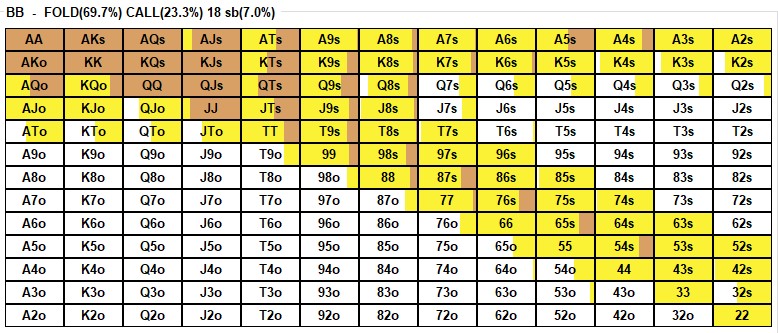 BB - FOLD(69.7%) CALL(23.3%) 18 sb(7.0%)
AA AKs AQs AJs ATs A9s A8s A7s A6s A5s A4s A3s A2s
AKo KK KQs KJs KTs K9s K8s K7s K6s K5s K4s K3s K2s
AQo KQo QQ QJs QTs Q9s Q8s Q7s Q6s Q5s Q4s Q3s Q2s
AJo KJo QJo JJ JTs J9s J8s J7s J6s J5s J4s J3s J2s
ATo KTo QTo JTo TT T9s T8s T7s T6s T5s T4s T3s T2s
A9o K9o Q9o J9o T9o 99 98s 97s 96s 95s 94s 93s 92s
A8o K8o Q8o J8o T8o 98o 88 87s 86s 85s 84s 83s 82s
A7o K7o Q7o J7o T7o 97o 87o 77 76s 75s 74s 73s 72s
A6o K6o Q6o J6o T6o 96o 86o 76o 66 65s 64s 63s 62s
A5o K5o Q5o J5o T5o 95o 85o 75o 65o 55 54s 53s 52s
A4o K4o Q4o J4o T4o 94o 84o 74o 64o 54o 44 43s 42s
A3o K3o Q3o J3o T3o 93o 83o 73o 63o 53o 43o 33 32s
A2o K2o Q2o J2o T2o 92o 82o 72o 62o 52o 42o 32o 22